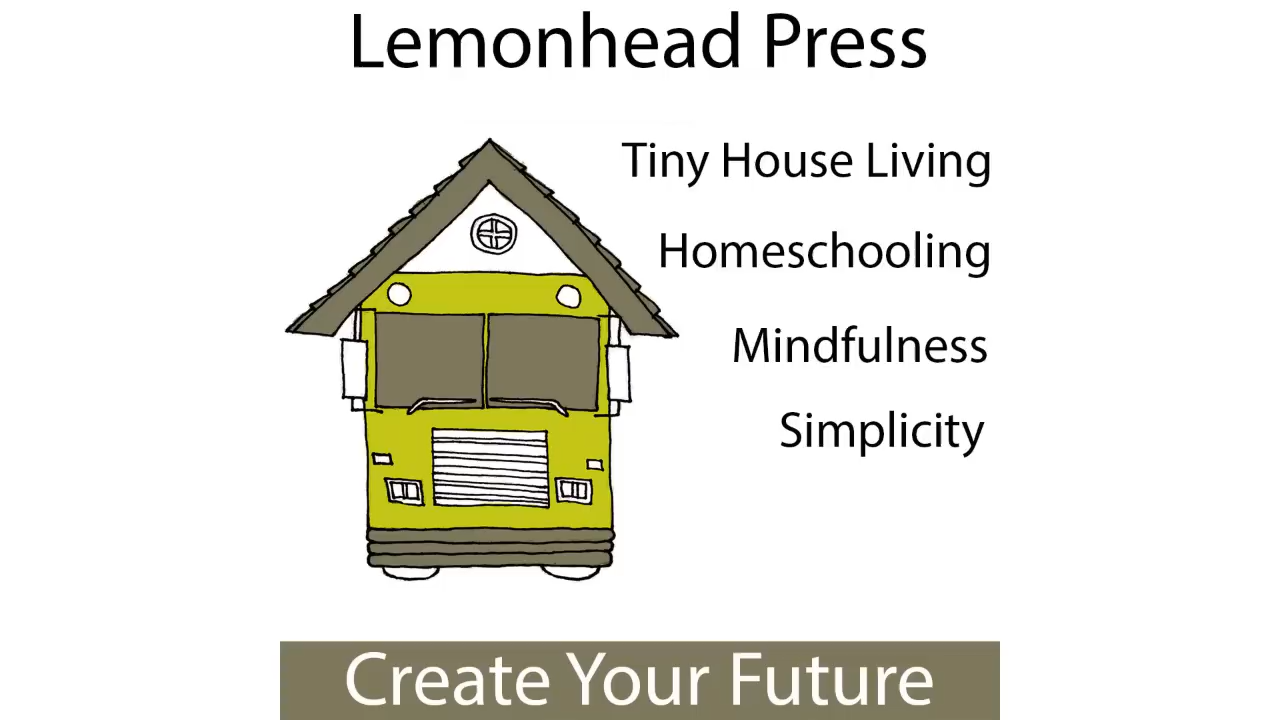 Lemonhead Press
Tiny House Living
Homeschooling
Mindfulness
Simplicity
Create Your Future